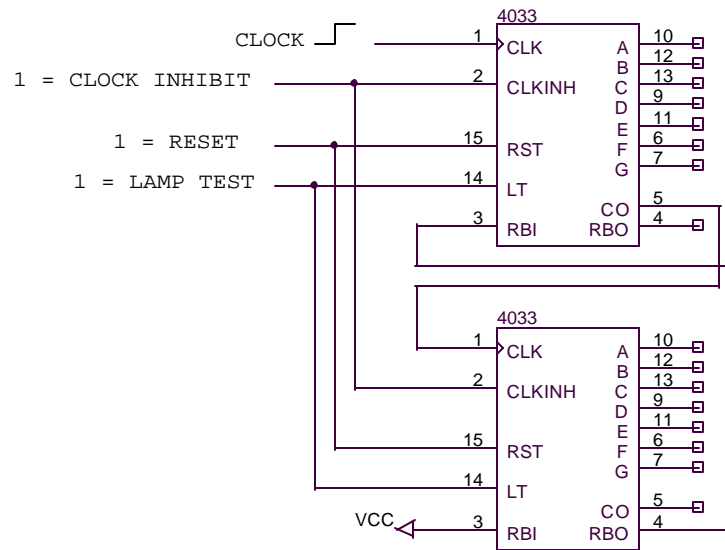 4033
CLOCK 1 CLK A 10
B 12
1 = CLOCK INHIBIT 2 CLKINH C 13
D 9
E 11
1 = RESET 15 RST F 6
G 7
1 = LAMP TEST 14 LT
CO 5
3 RBI RBO 4
4033
1 CLK A 10
B 12
2 CLKINH C 13
D 9
E 11
15 RST F 6
G 7
14 LT
CO 5
VCC 3 RBI RBO 4